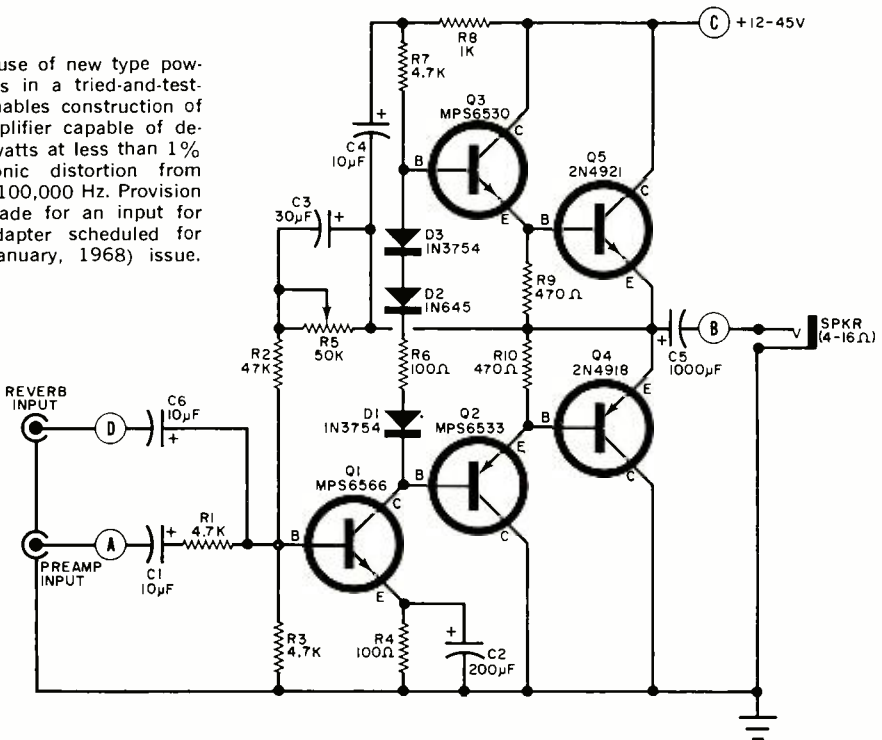 use of new type pow-
s in a tried-and-test-
ables construction of
plifier capable of de-
watts at less than 1%
onic distortion from
100,000 Hz. Provision
ade for an input for
dapter scheduled for
anuary, 1968) issue.
C
+12-45V
R8
1K
R7
4.7K
Q3
MPS6530
C
B
E
+
C4
10µF
Q5
2N4921
C
B
E
C3
30µF
+
D3
1N3754
D2
1N645
R9
470Ω
R2
47K
R5
50K
R6
100Ω
R10
470Ω
Q4
2N4918
E
B
C
+
C5
1000µF
B
V
SPKR
(4-16Ω)
REVERB
INPUT
D
C6
10µF
+
D1
1N3754
Q2
MPS6533
B
E
C
Q1
MPS6566
C
B
E
PREAMP
INPUT
A
C1
10µF
+
R1
4.7K
R3
4.7K
R4
100Ω
+
C2
200µF